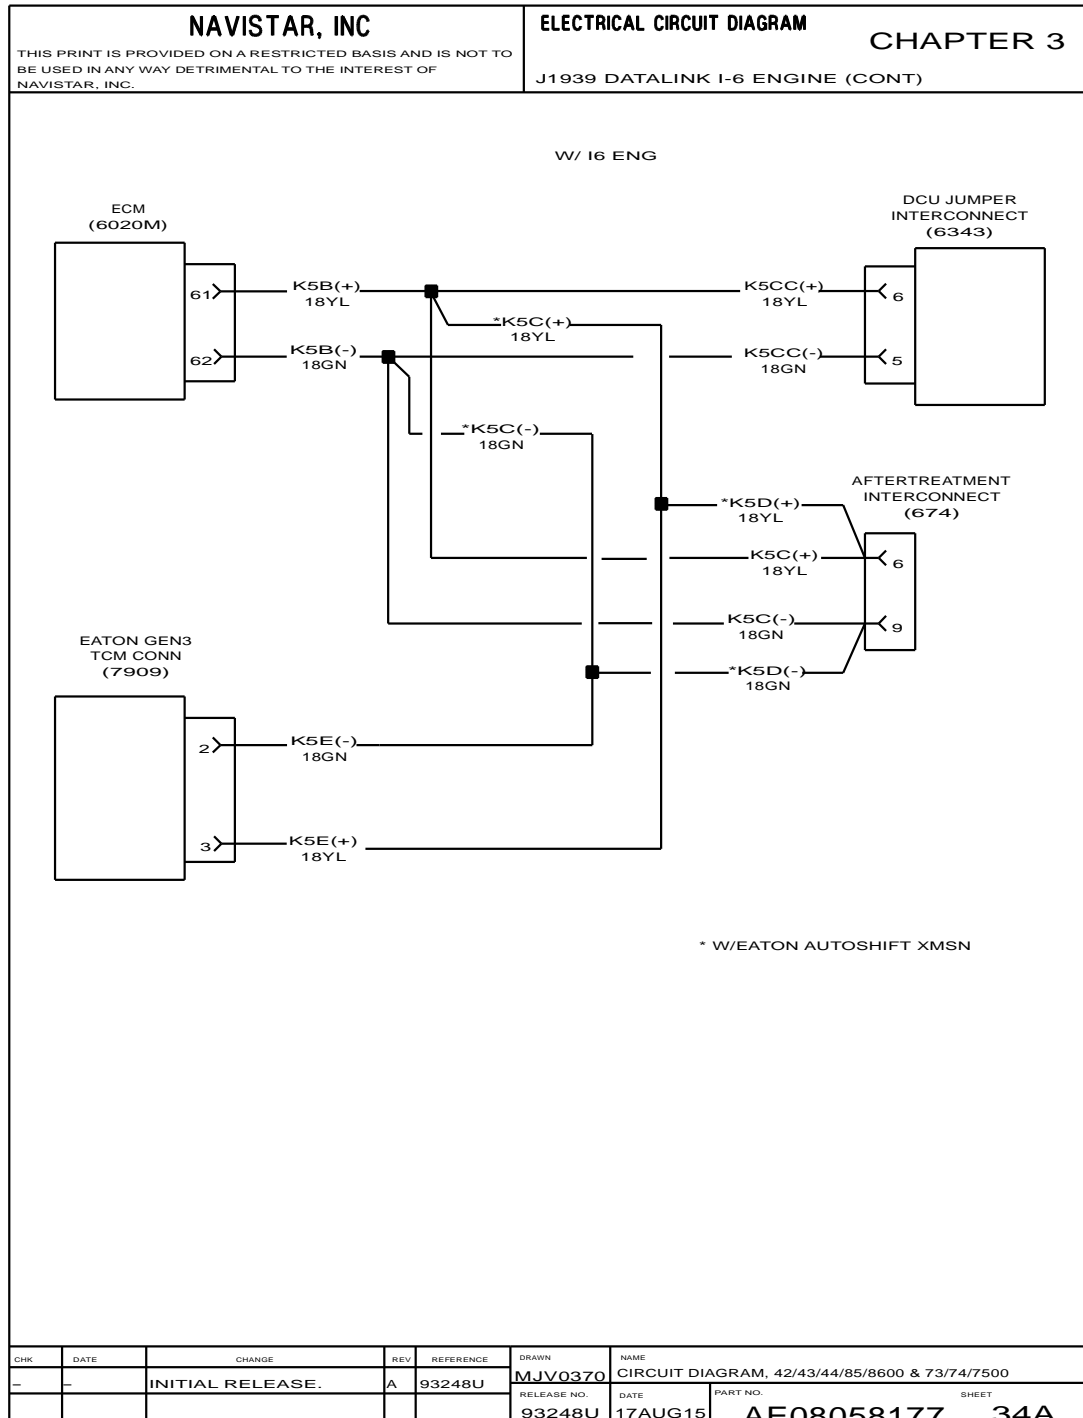 NAVISTAR, INC
THIS PRINT IS PROVIDED ON A RESTRICTED BASIS AND IS NOT TO
BE USED IN ANY WAY DETRIMENTAL TO THE INTEREST OF
NAVISTAR, INC.
ELECTRICAL CIRCUIT DIAGRAM
CHAPTER 3
J1939 DATALINK I-6 ENGINE (CONT)
W/ I6 ENG
ECM
(6020M)
DCU JUMPER
INTERCONNECT
(6343)
61
K5B(+)
18YL
K5CC(+)
18YL
6
*K5C(+)
18YL
62
K5B(-)
18GN
K5CC(-)
18GN
5
*K5C(-)
18GN
AFTERTREATMENT
INTERCONNECT
(674)
*K5D(+)
18YL
K5C(+)
18YL
6
K5C(-)
18GN
9
*K5D(-)
18GN
EATON GEN3
TCM CONN
(7909)
2
K5E(-)
18GN
3
K5E(+)
18YL
* W/EATON AUTOSHIFT XMSN
CHK DATE CHANGE REV REFERENCE
- - INITIAL RELEASE. A 93248U
DRAWN
MJV0370
NAME
CIRCUIT DIAGRAM, 42/43/44/85/8600 & 73/74/7500
RELEASE NO.
93248U
DATE
17AUG15
PART NO.
AE08058177
SHEET
34A